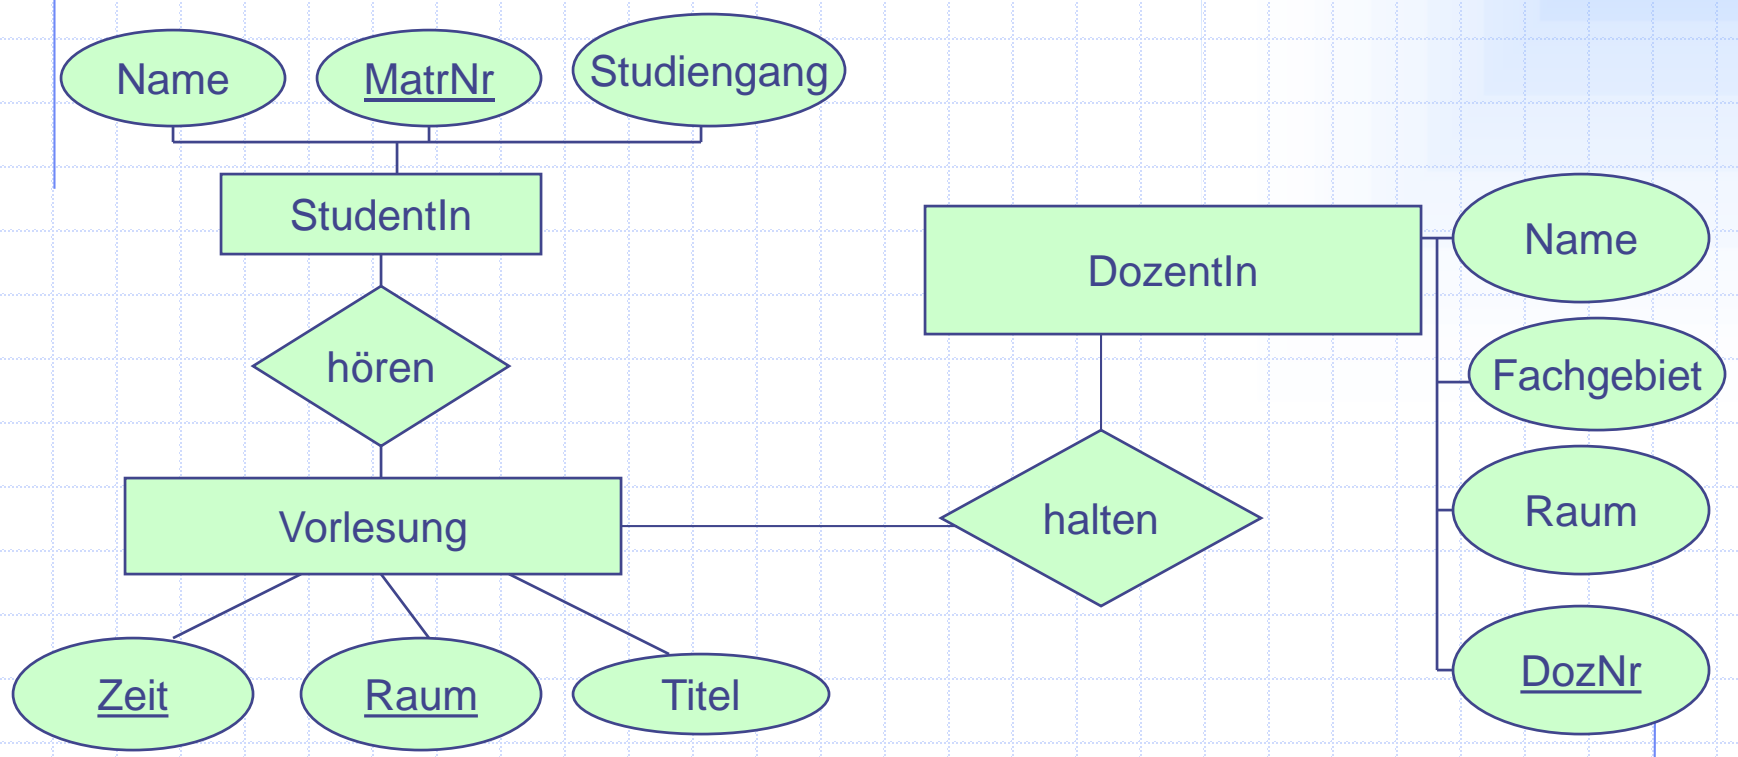 Name
MatrNr
Studiengang
StudentIn
DozentIn
Name
hören
Fachgebiet
Vorlesung
halten
Raum
Zeit
Raum
Titel
DozNr